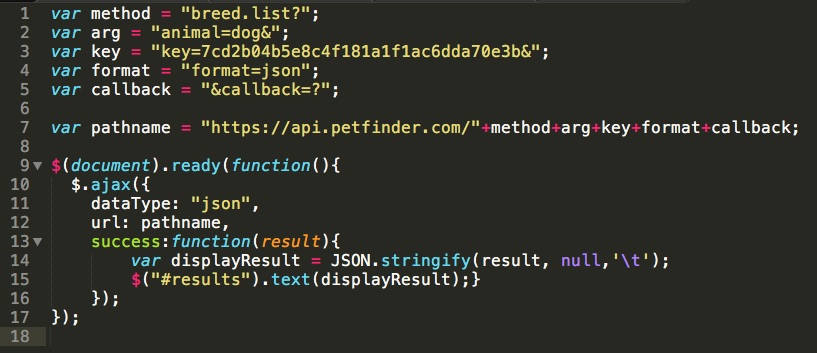 1 var method = "breed.list?";
2 var arg = "animal=dog&";
3 var key = "key=7cd2b04b5e8c4f181a1f1ac6dda70e3b&";
4 var format = "format=json";
5 var callback = "&callback=?";
6
7 var pathname = "https://api.petfinder.com/"+method+arg+key+format+callback;
8
9 $(document).ready(function(){
10 $.ajax({
11 dataType: "json",
12 url: pathname,
13 success:function(result){
14 var displayResult = JSON.stringify(result, null,'\t');
15 $("#results").text(displayResult);}
16 });
17 });
18